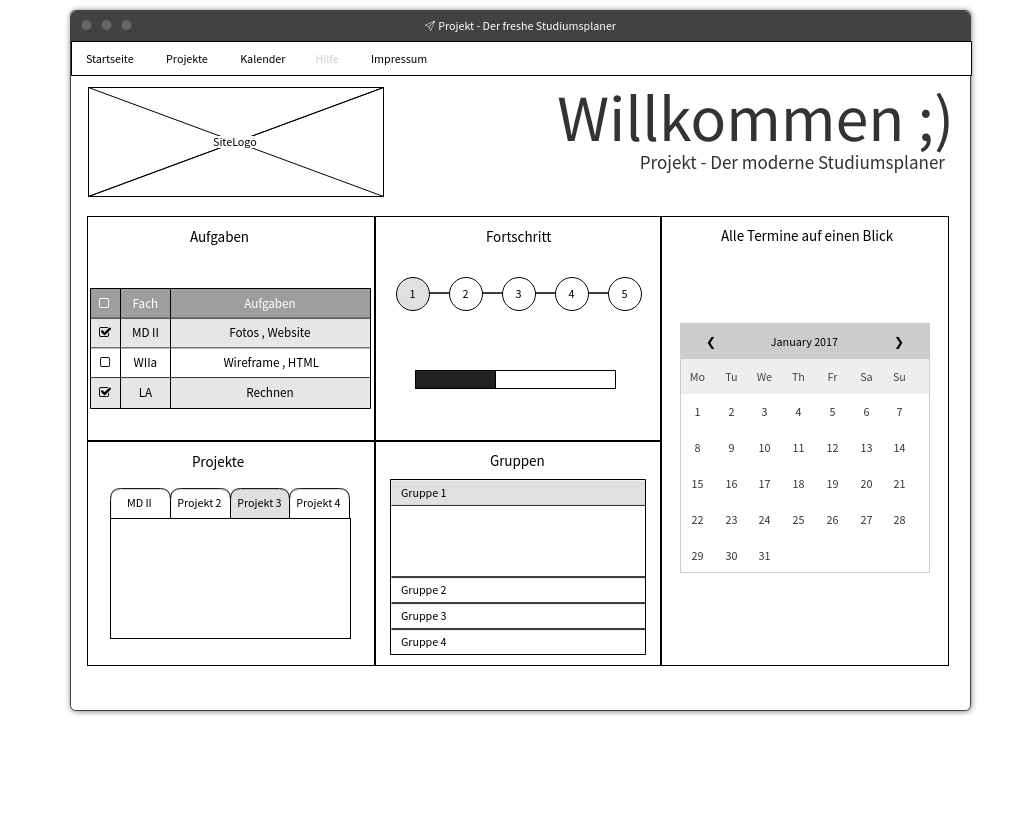 Projekt - Der freshe Studiumsplaner
Startseite Projekte Kalender Hilfe Impressum
SiteLogo
Willkommen ;)
Projekt - Der moderne Studiumsplaner
Aufgaben
Fach Aufgaben
MD II Fotos , Website
WIIa Wireframe , HTML
LA Rechnen
Fortschritt
1 2 3 4 5
Alle Termine auf einen Blick
❮ January 2017 ❯
Mo Tu We Th Fr Sa Su
1 2 3 4 5 6 7
8 9 10 11 12 13 14
15 16 17 18 19 20 21
22 23 24 25 26 27 28
29 30 31
Projekte
MD II Projekt 2 Projekt 3 Projekt 4
Gruppen
Gruppe 1
Gruppe 2
Gruppe 3
Gruppe 4